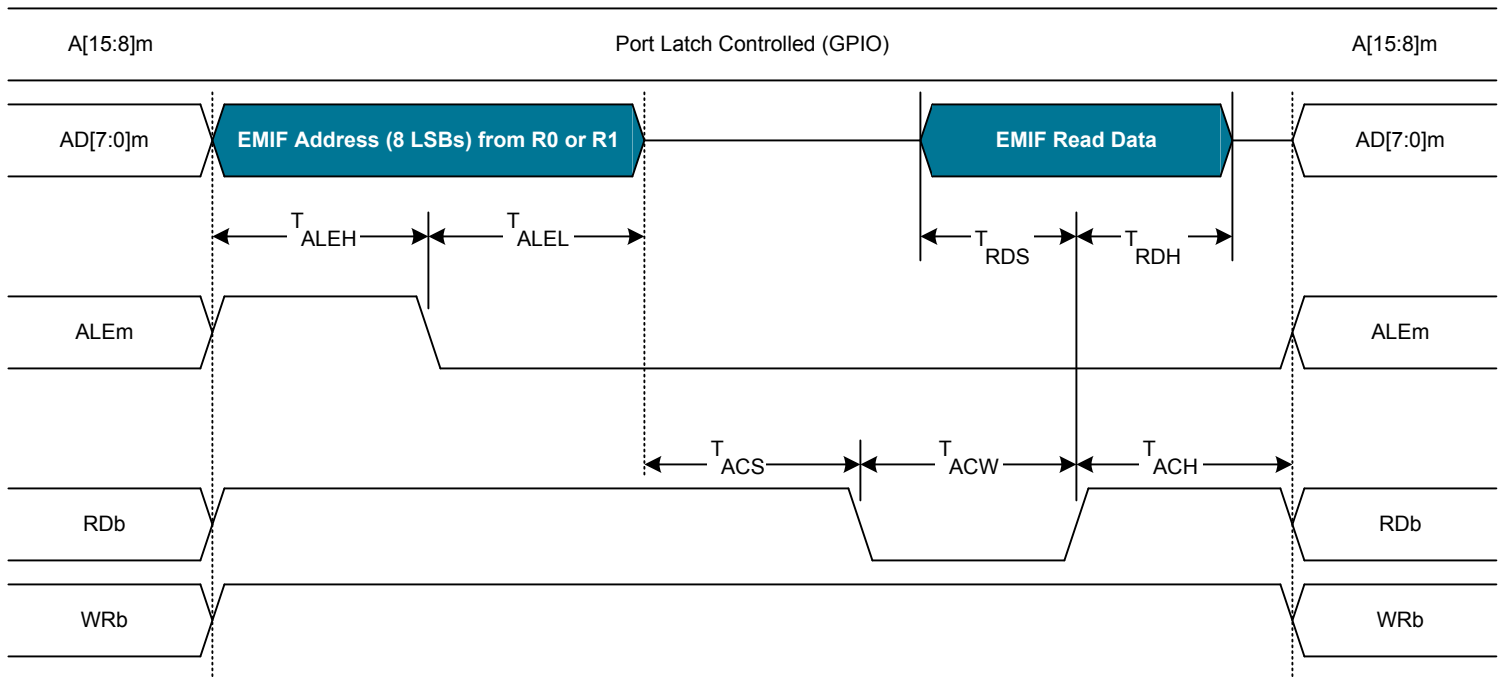 A[15:8]m Port Latch Controlled (GPIO) A[15:8]m
AD[7:0]m EMIF Address (8 LSBs) from R0 or R1 EMIF Read Data AD[7:0]m
TALEH TALEL TRDS TRDH
ALEm ALEm
TACS TACW TACH
RDb RDb
WRb WRb